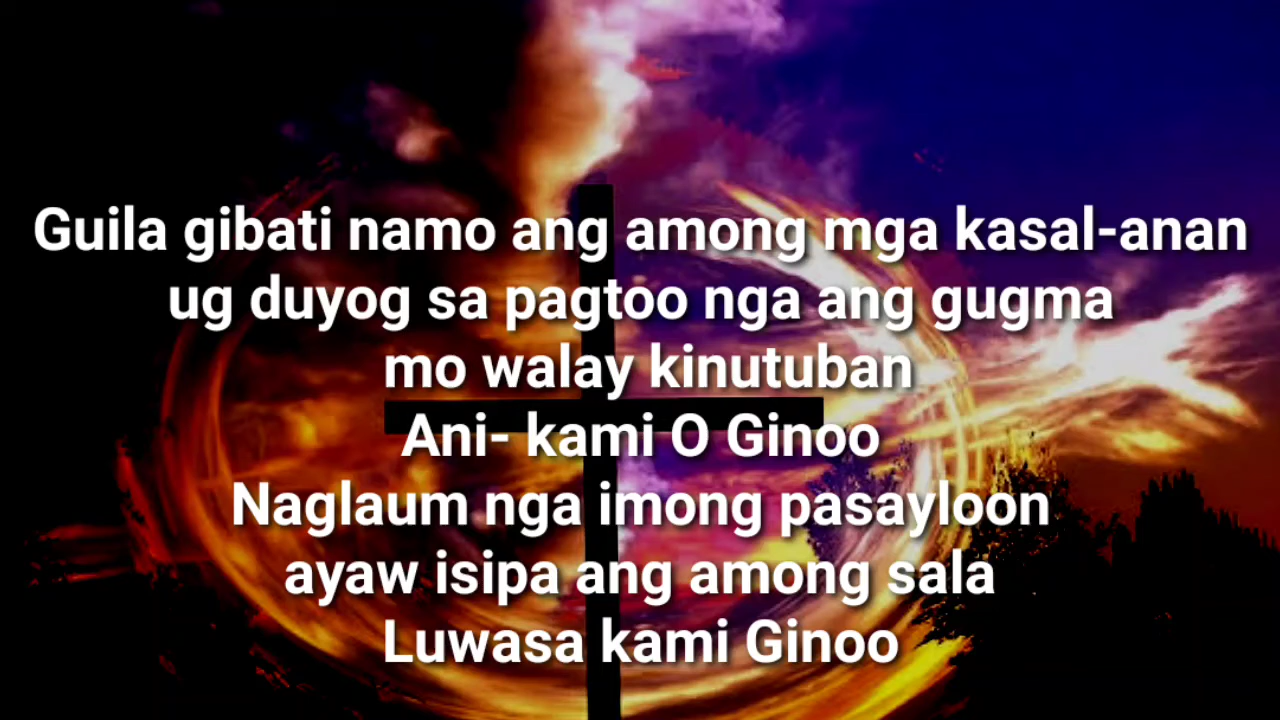 Guila gibati namo ang among mga kasal-anan
ug duyog sa pagtoo nga ang gugma
mo walay kinutuban
Ani- kami O Ginoo
Naglaum nga imong pasayloon
ayaw isipa ang among sala
Luwasa kami Ginoo